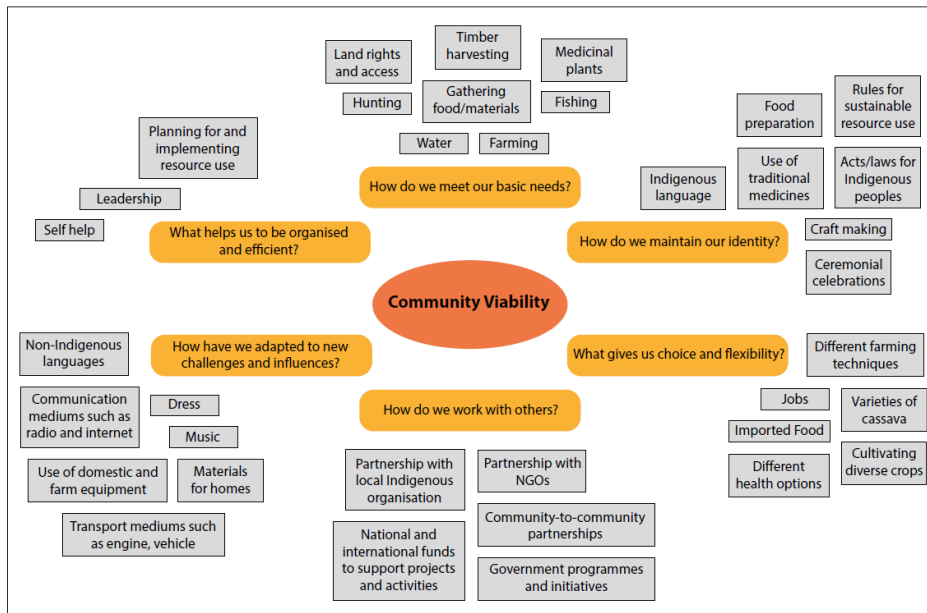 Timber
harvesting
Land rights
and access
Medicinal
plants
Hunting
Gathering
food/materials
Fishing
Water
Farming
How do we meet our basic needs?
Planning for and
implementing
resource use
Leadership
Self help
What helps us to be organised
and efficient?
Food
preparation
Rules for
sustainable
resource use
Indigenous
language
Use of
traditional
medicines
Acts/laws for
Indigenous
peoples
Craft making
Ceremonial
celebrations
How do we maintain our identity?
Community Viability
Non-Indigenous
languages
How have we adapted to new
challenges and influences?
Communication
mediums such as
radio and internet
Dress
Music
Use of domestic and
farm equipment
Materials
for homes
Transport mediums such
as engine, vehicle
What gives us choice and flexibility?
Different farming
techniques
Jobs
Varieties of
cassava
Imported Food
Different
health options
Cultivating
diverse crops
How do we work with others?
Partnership with
local Indigenous
organisation
Partnership with
NGOs
Community-to-community
partnerships
National and
international funds
to support projects
and activities
Government programmes
and initiatives